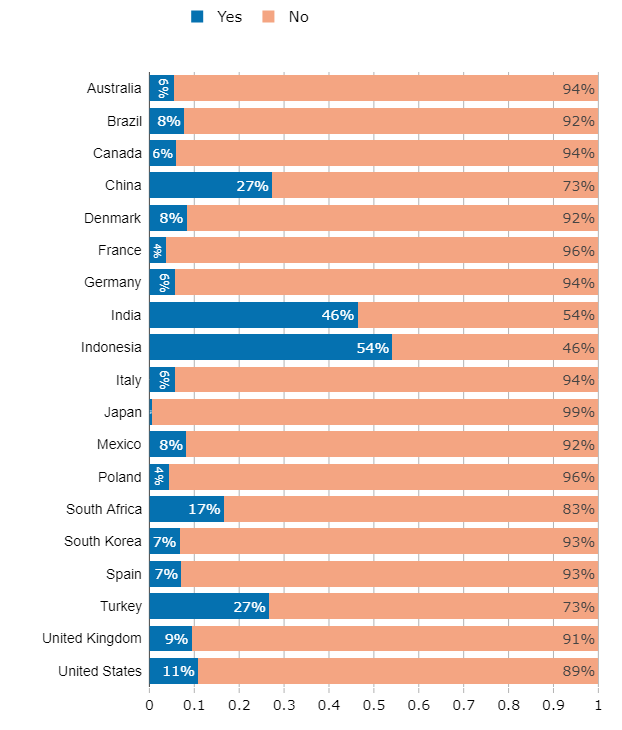 Yes No
Australia 6% 94%
Brazil 8% 92%
Canada 6% 94%
China 27% 73%
Denmark 8% 92%
France 4% 96%
Germany 6% 94%
India 46% 54%
Indonesia 54% 46%
Italy 6% 94%
Japan 99%
Mexico 8% 92%
Poland 4% 96%
South Africa 17% 83%
South Korea 7% 93%
Spain 7% 93%
Turkey 27% 73%
United Kingdom 9% 91%
United States 11% 89%
0 0.1 0.2 0.3 0.4 0.5 0.6 0.7 0.8 0.9 1